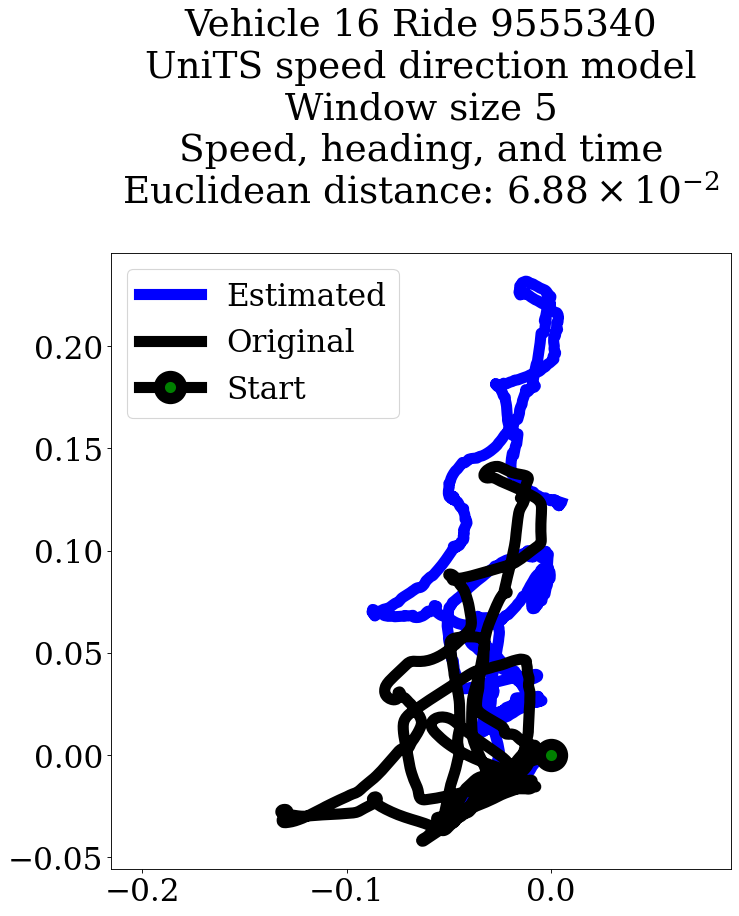 Vehicle 16 Ride 9555340
UniTS speed direction model
Window size 5
Speed, heading, and time
Euclidean distance: $6.88 \times 10^{-2}$
Estimated
Original
Start
0.20
0.15
0.10
0.05
0.00
−0.05
−0.2
−0.1
0.0